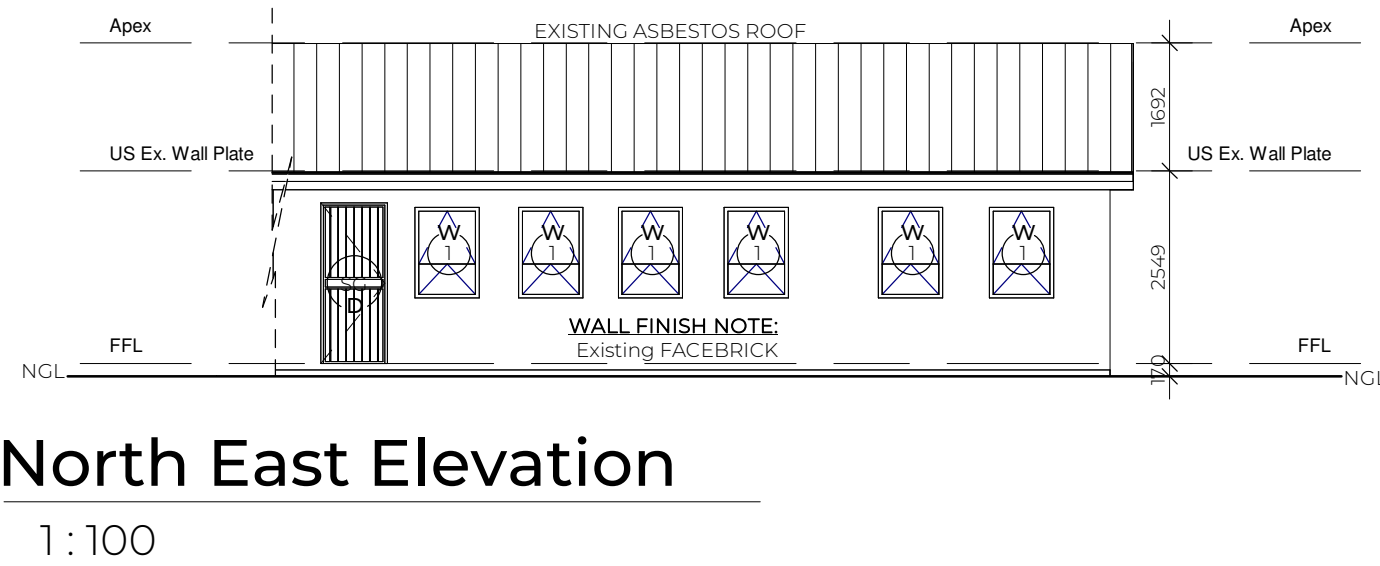 Apex
EXISTING ASBESTOS ROOF
Apex
1692
US Ex. Wall Plate
US Ex. Wall Plate
W
1
W
1
W
1
W
1
W
1
W
1
2549
D
WALL FINISH NOTE:
Existing FACEBRICK
FFL
FFL
170
NGL
NGL
North East Elevation
1 : 100